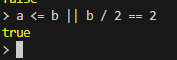 > a <= b || b / 2 == 2
true
>